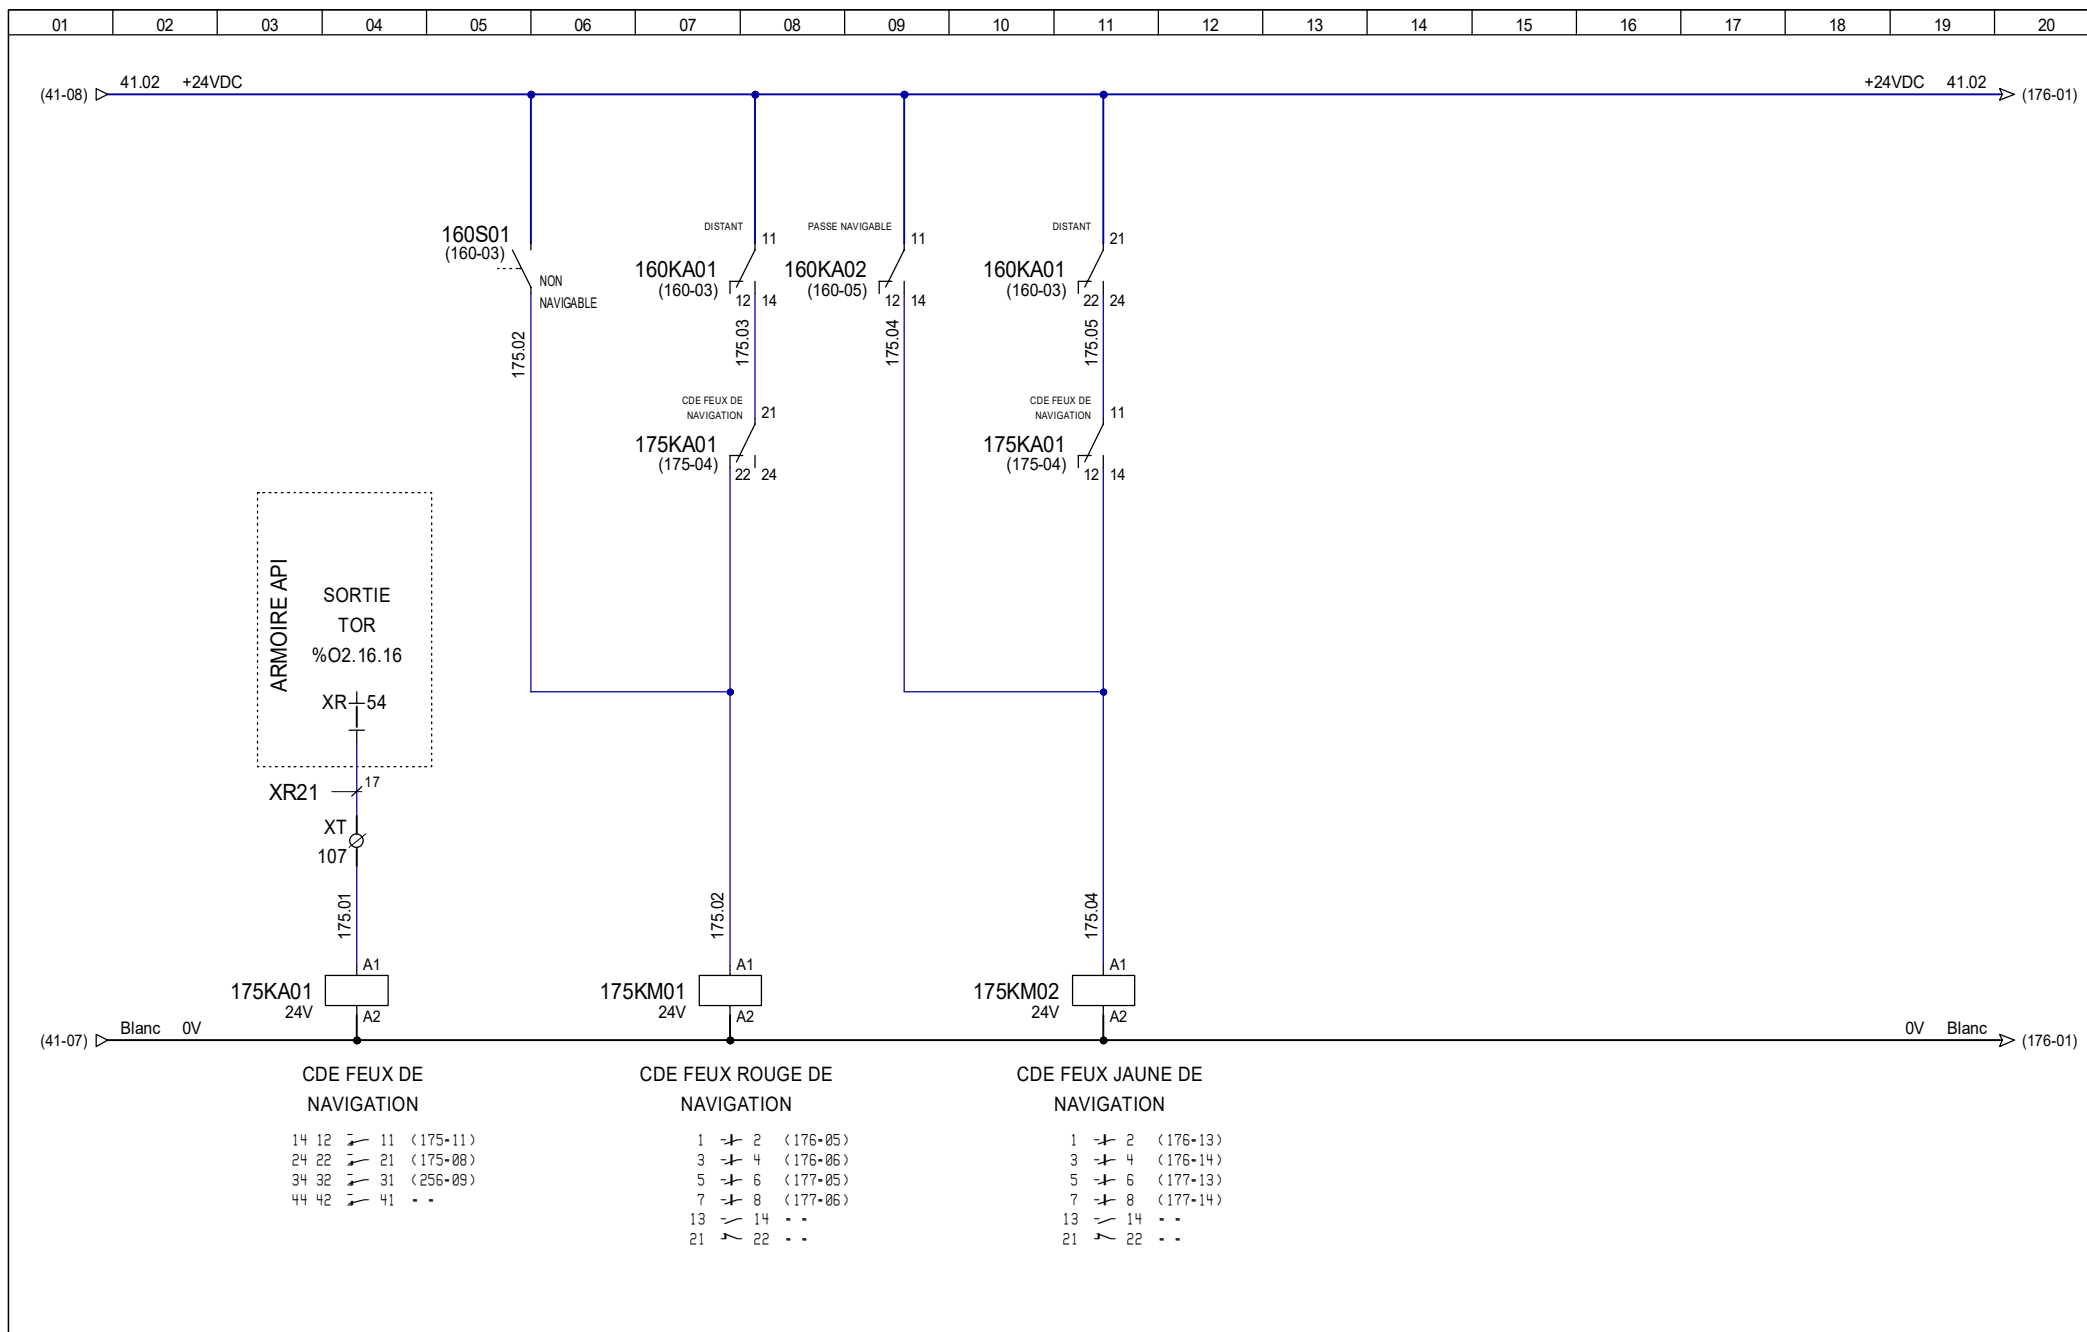 01 02 03 04 05 06 07 08 09 10 11 12 13 14 15 16 17 18 19 20
(41-08) 41.02 +24VDC +24VDC 41.02 (176-01)
160S01
(160-03)
NON
NAVIGABLE
175.02
DISTANT
11
160KA01
(160-03)
12 14
175.03
PASSE NAVIGABLE
11
160KA02
(160-05)
12 14
175.04
DISTANT
21
160KA01
(160-03)
22 24
175.05
CDE FEUX DE
NAVIGATION
21
175KA01
(175-04)
22 24
CDE FEUX DE
NAVIGATION
11
175KA01
(175-04)
12 14
ARMOIRE API
SORTIE
TOR
%O2.16.16
XR 54
XR21 17
XT
107
175.01
175.02
175.04
A1
175KA01
24V
A2
A1
175KM01
24V
A2
A1
175KM02
24V
A2
(41-07) Blanc 0V 0V Blanc (176-01)
CDE FEUX DE
NAVIGATION
14 12 11 (175-11)
24 22 21 (175-08)
34 32 31 (256-09)
44 42 41 - -
CDE FEUX ROUGE DE
NAVIGATION
1 2 (176-05)
3 4 (176-06)
5 6 (177-05)
7 8 (177-06)
13 14 - -
21 22 - -
CDE FEUX JAUNE DE
NAVIGATION
1 2 (176-13)
3 4 (176-14)
5 6 (177-13)
7 8 (177-14)
13 14 - -
21 22 - -